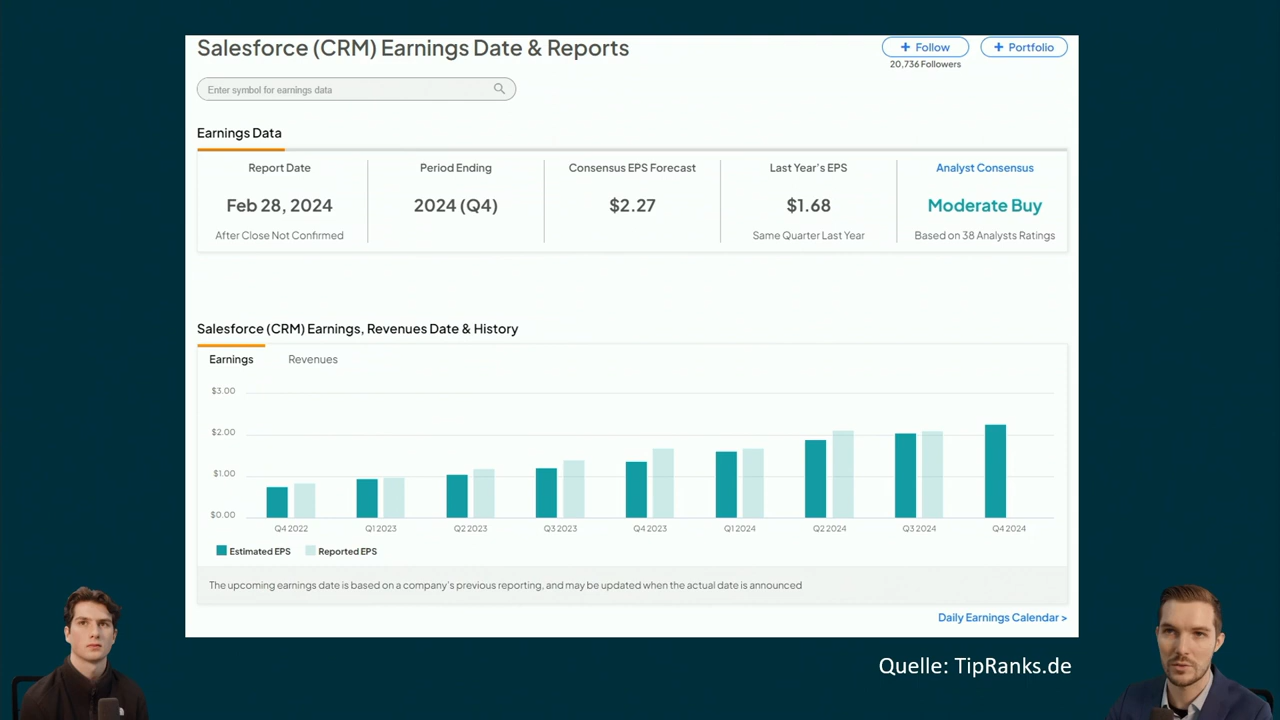 Salesforce (CRM) Earnings Date & Reports
+ Follow
+ Portfolio
20,736 Followers
Enter symbol for earnings data
Earnings Data
Report Date
Feb 28, 2024
After Close Not Confirmed
Period Ending
2024 (Q4)
Consensus EPS Forecast
$2.27
Last Year's EPS
$1.68
Same Quarter Last Year
Analyst Consensus
Moderate Buy
Based on 38 Analysts Ratings
Salesforce (CRM) Earnings, Revenues Date & History
Earnings
Revenues
$3.00
$2.00
$1.00
$0.00
Q4 2022
Q1 2023
Q2 2023
Q3 2023
Q4 2023
Q1 2024
Q2 2024
Q3 2024
Q4 2024
Estimated EPS
Reported EPS
The upcoming earnings date is based on a company's previous reporting, and may be updated when the actual date is announced
Daily Earnings Calendar >
Quelle: TipRanks.de